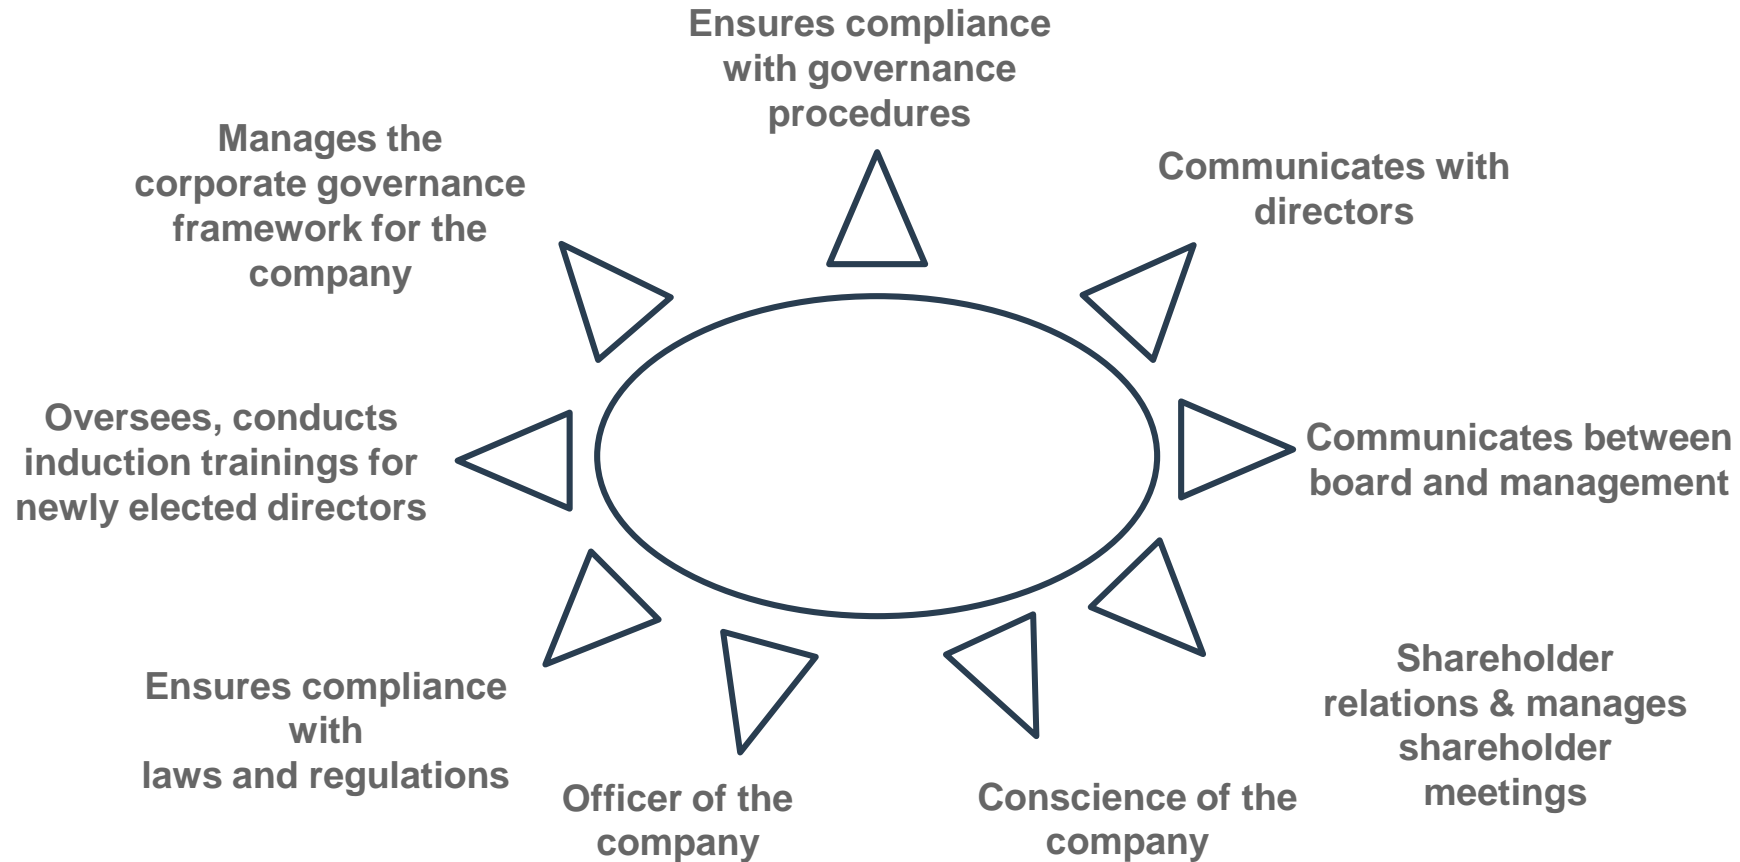 Ensures compliance
with governance
procedures
Manages the
corporate governance
framework for the
company
Communicates with
directors
Oversees, conducts
induction trainings for
newly elected directors
Communicates between
board and management
Ensures compliance
with
laws and regulations
Shareholder
relations & manages
shareholder
meetings
Officer of the
company
Conscience of the
company